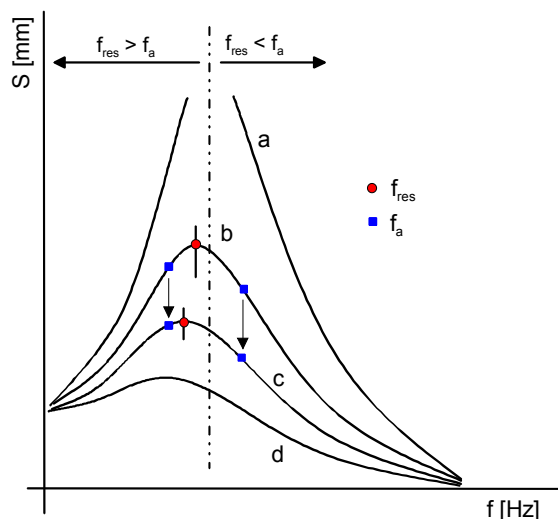 f_res > f_a
f_res < f_a
S [mm]
a
f_res
f_a
b
c
d
f [Hz]